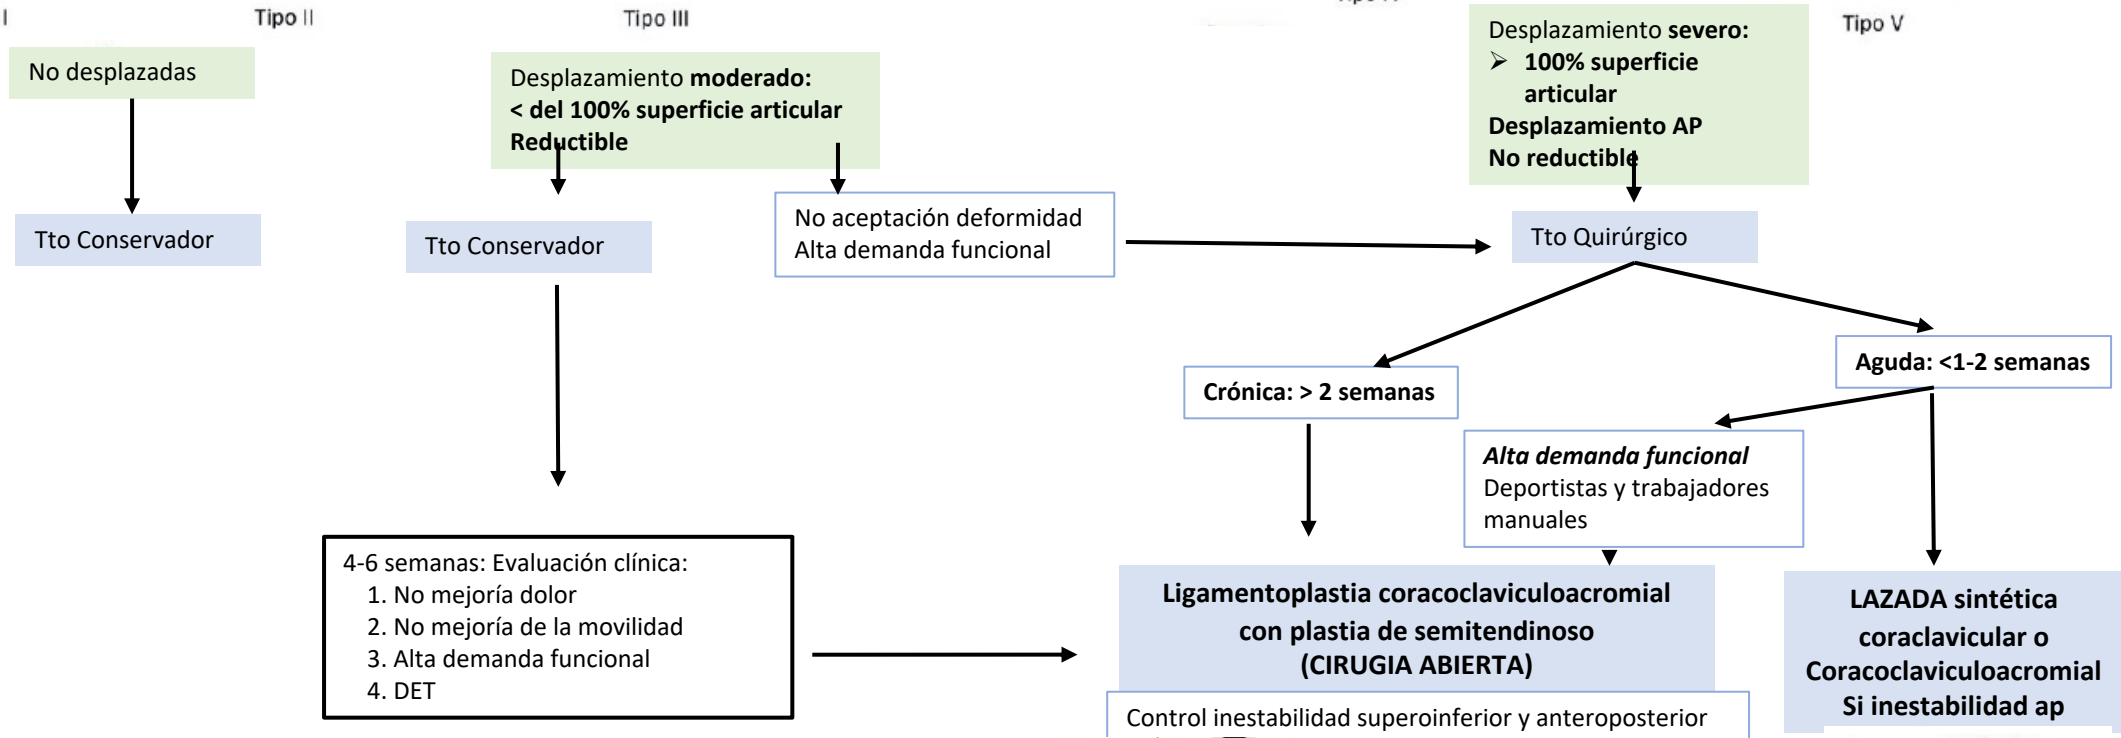 I
Tipo II
Tipo III
Tipo V
No desplazadas
Desplazamiento moderado:
< del 100% superficie articular
Reductible
Desplazamiento severo:
➢ 100% superficie
articular
Desplazamiento AP
No reductible
Tto Conservador
Tto Conservador
No aceptación deformidad
Alta demanda funcional
Tto Quirúrgico
Crónica: > 2 semanas
Aguda: <1-2 semanas
Alta demanda funcional
Deportistas y trabajadores
manuales
4-6 semanas: Evaluación clínica:
1. No mejoría dolor
2. No mejoría de la movilidad
3. Alta demanda funcional
4. DET
Ligamentoplastia coracoclaviculoacromial
con plastia de semitendinoso
(CIRUGIA ABIERTA)
Control inestabilidad superoinferior y anteroposterior
LAZADA sintética
coraclavicular o
Coracoclaviculoacromial
Si inestabilidad ap